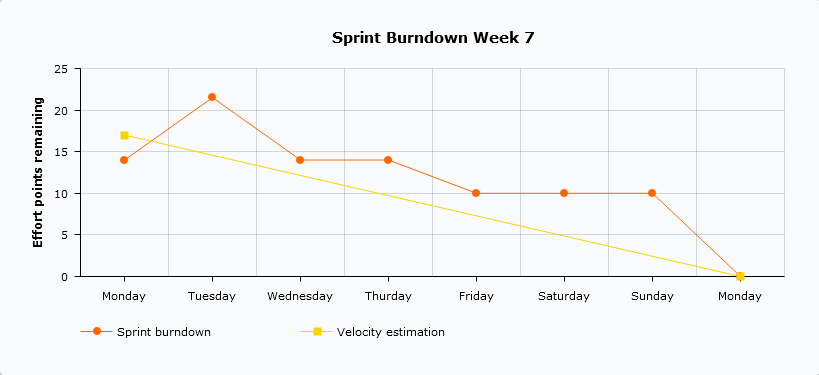 Sprint Burndown Week 7
Effort points remaining
25
20
15
10
5
0
Monday Tuesday Wednesday Thurday Friday Saturday Sunday Monday
Sprint burndown Velocity estimation